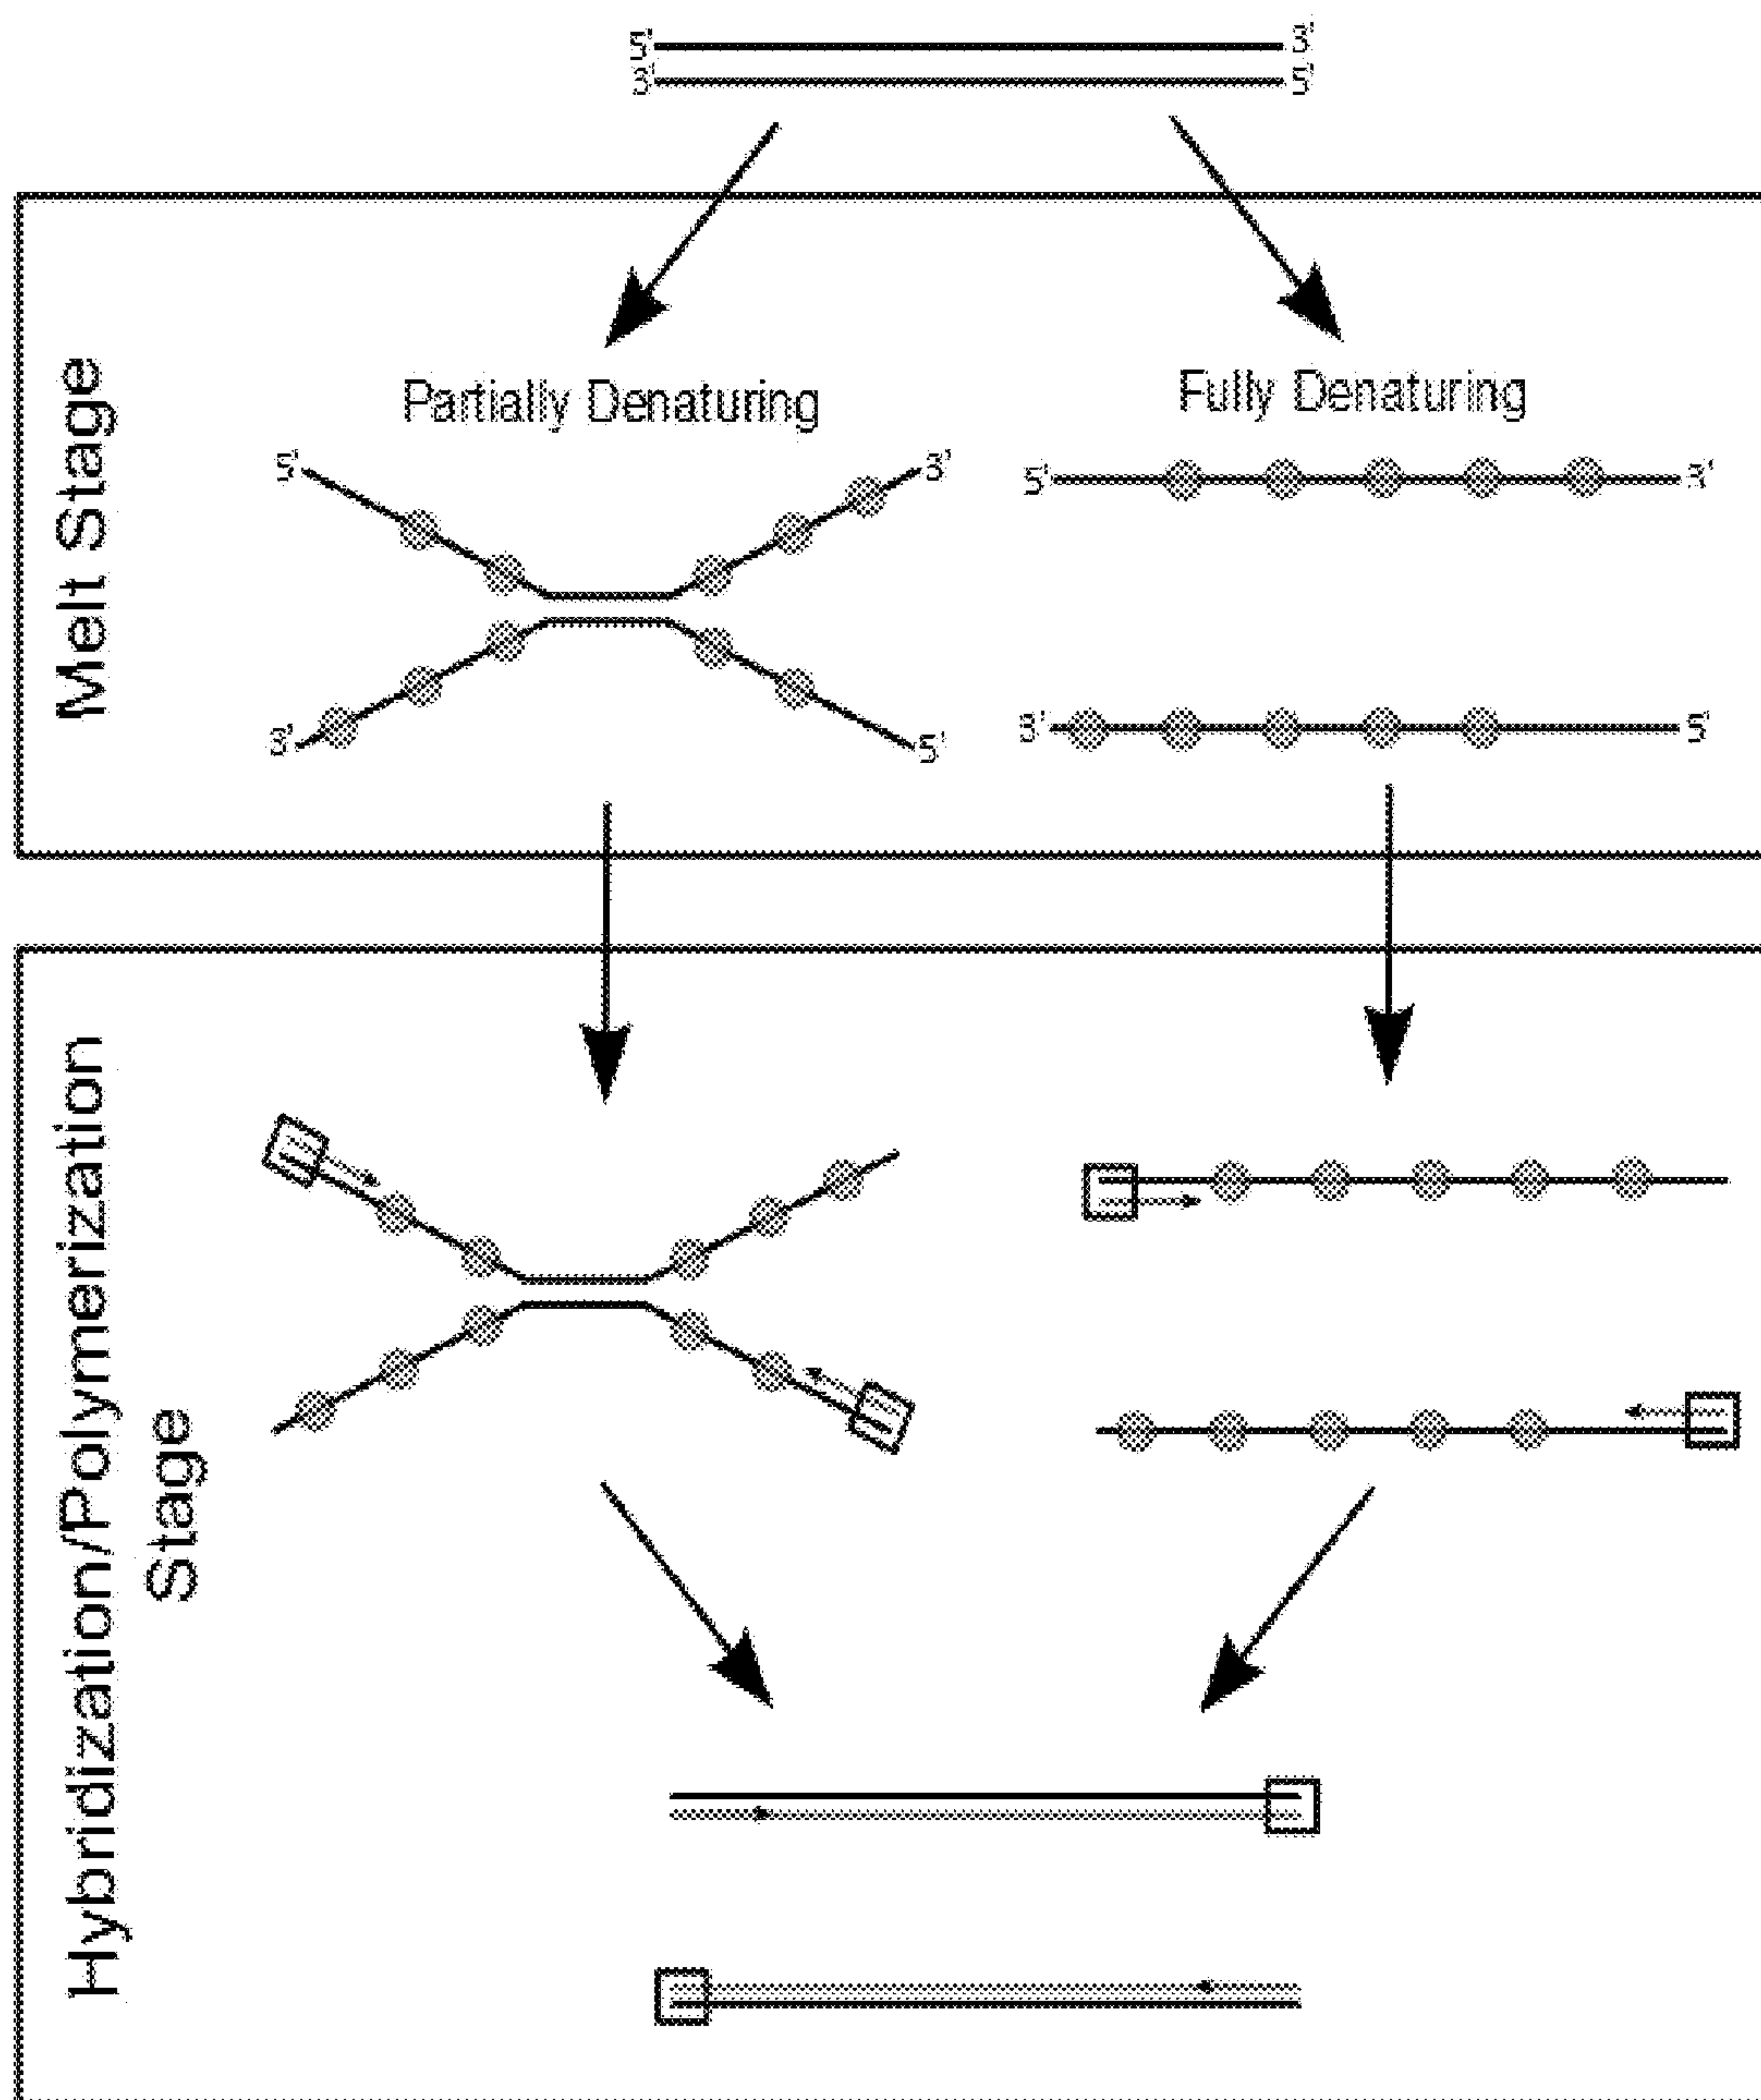 5' 3'
3' 5'
Melt Stage
Partially Denaturing
Fully Denaturing
5' 3'
5' 3'
3' 5'
3' 5'
Hybridization/Polymerization
Stage